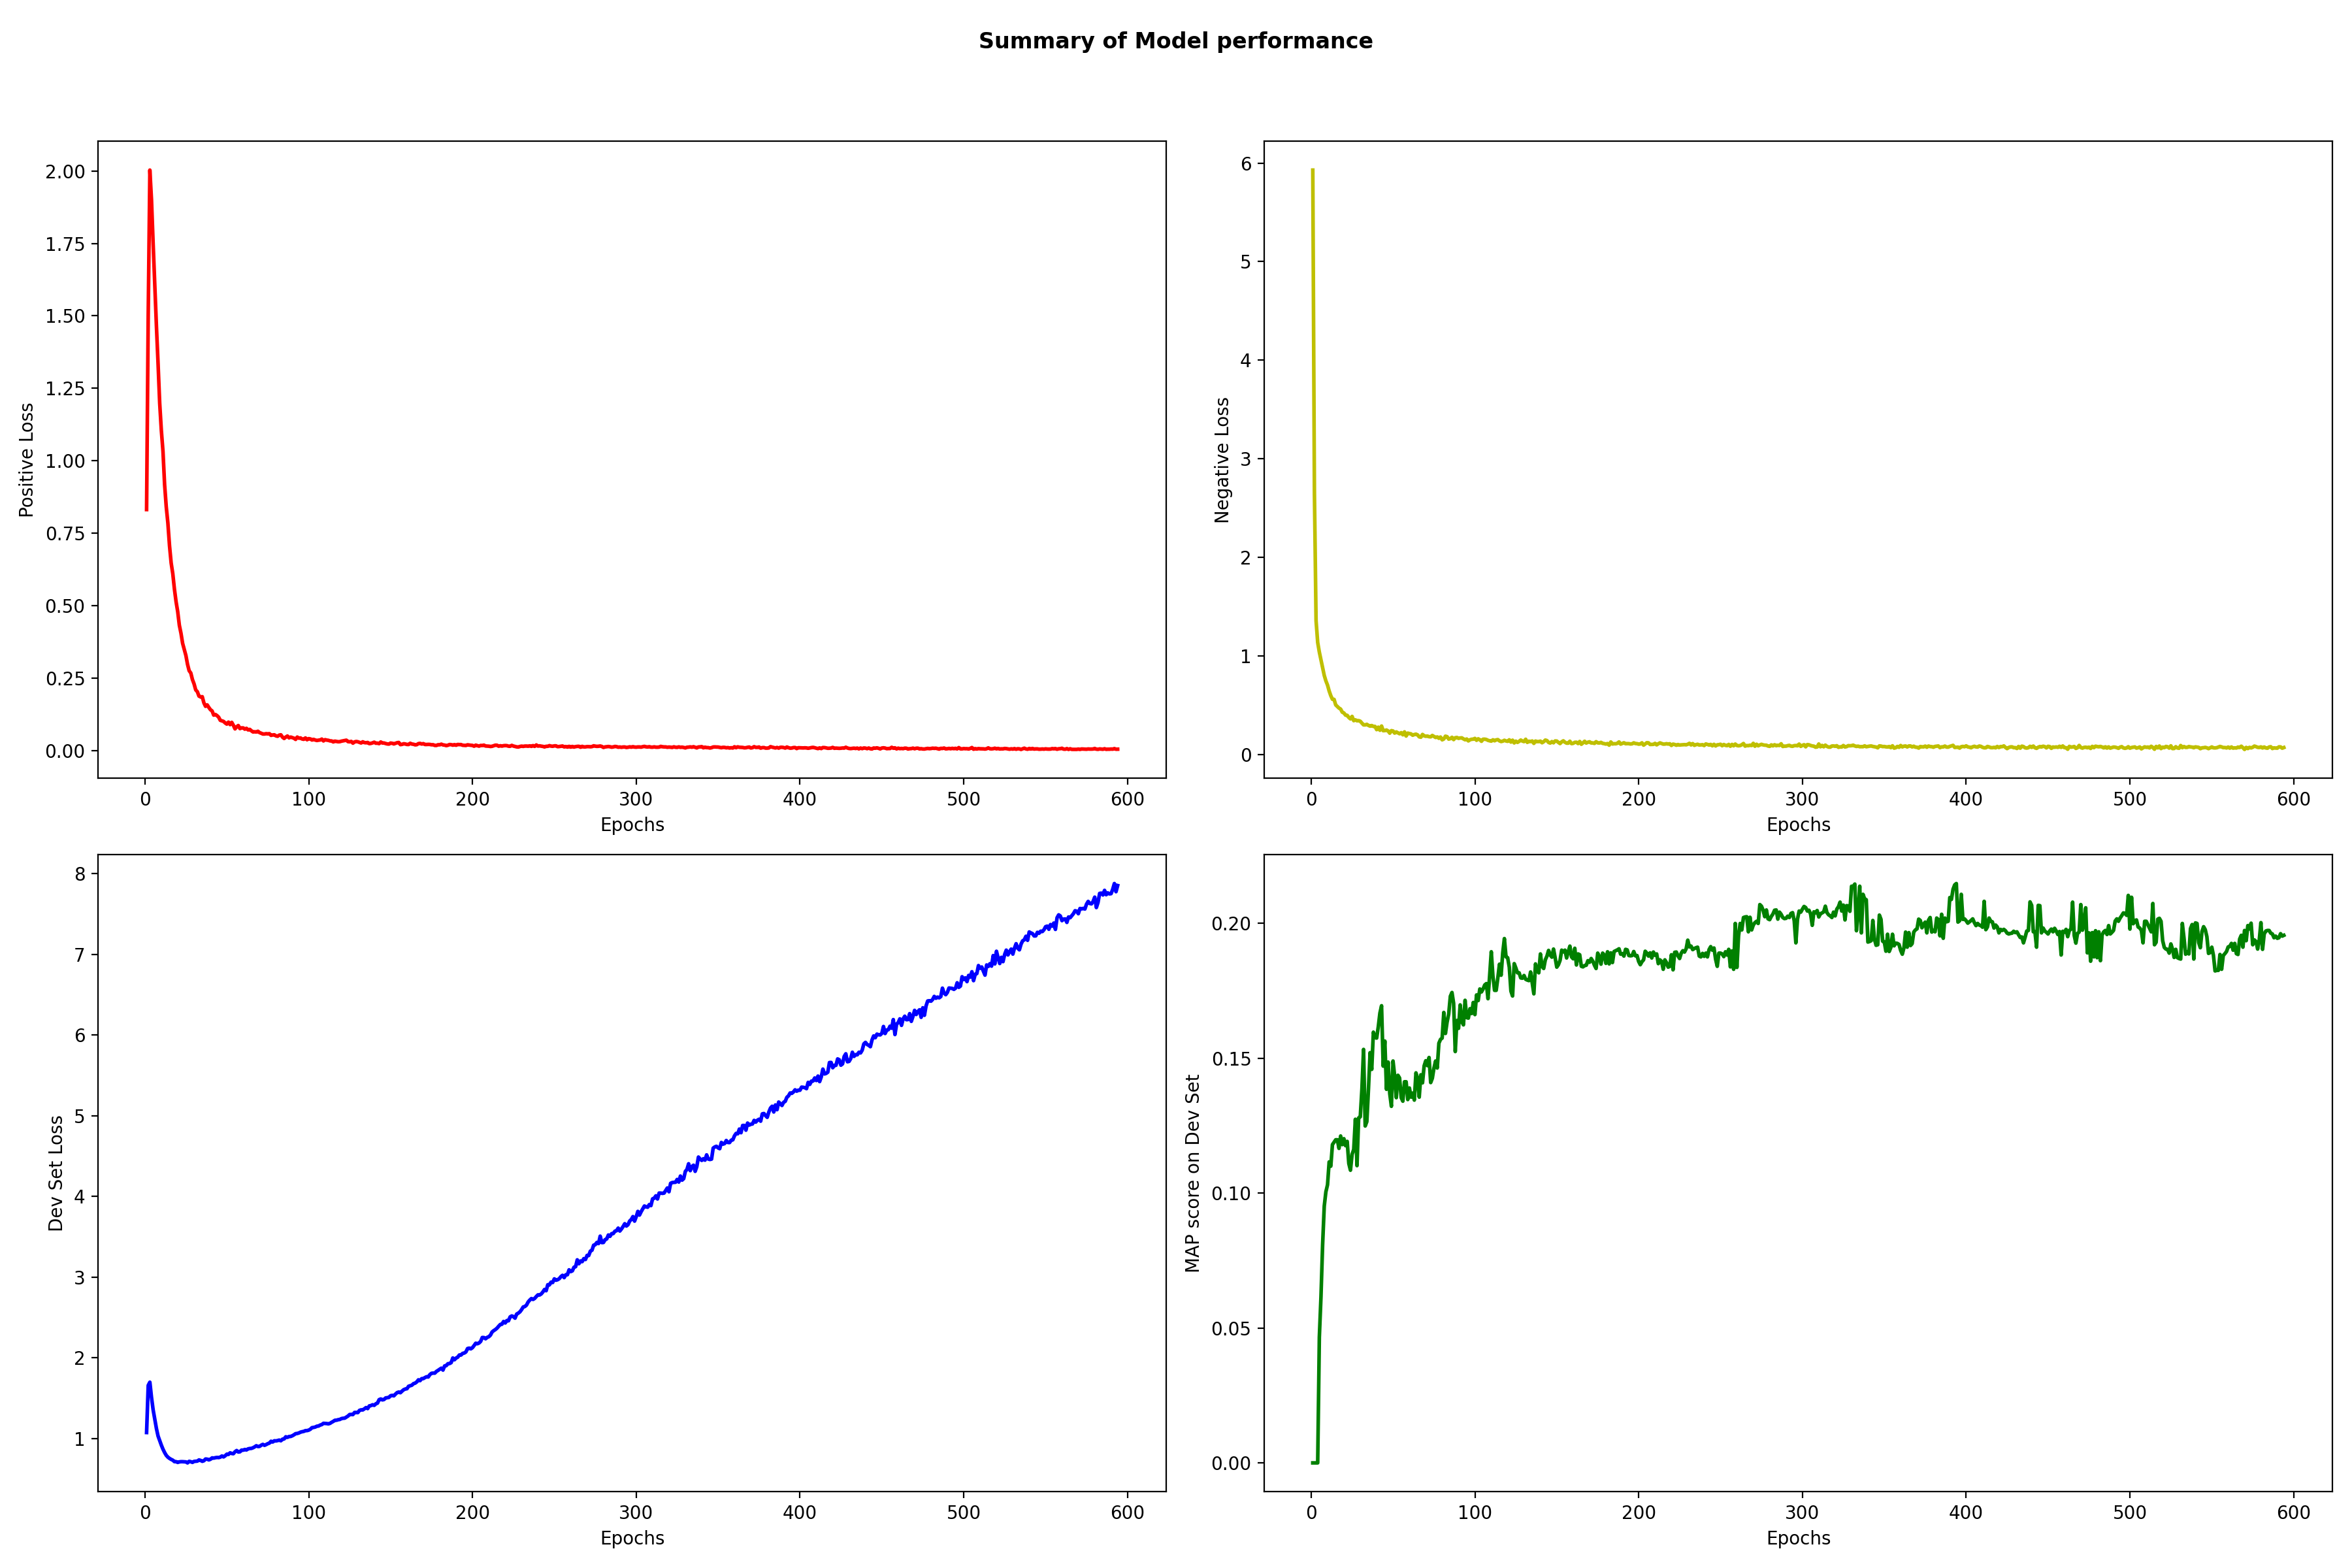 Summary of Model performance
2.00
1.75
1.50
1.25
1.00
0.75
0.50
0.25
0.00
Positive Loss
0 100 200 300 400 500 600
Epochs
6
5
4
3
2
1
0
Negative Loss
0 100 200 300 400 500 600
Epochs
8
7
6
5
4
3
2
1
Dev Set Loss
0 100 200 300 400 500 600
Epochs
0.20
0.15
0.10
0.05
0.00
MAP score on Dev Set
0 100 200 300 400 500 600
Epochs